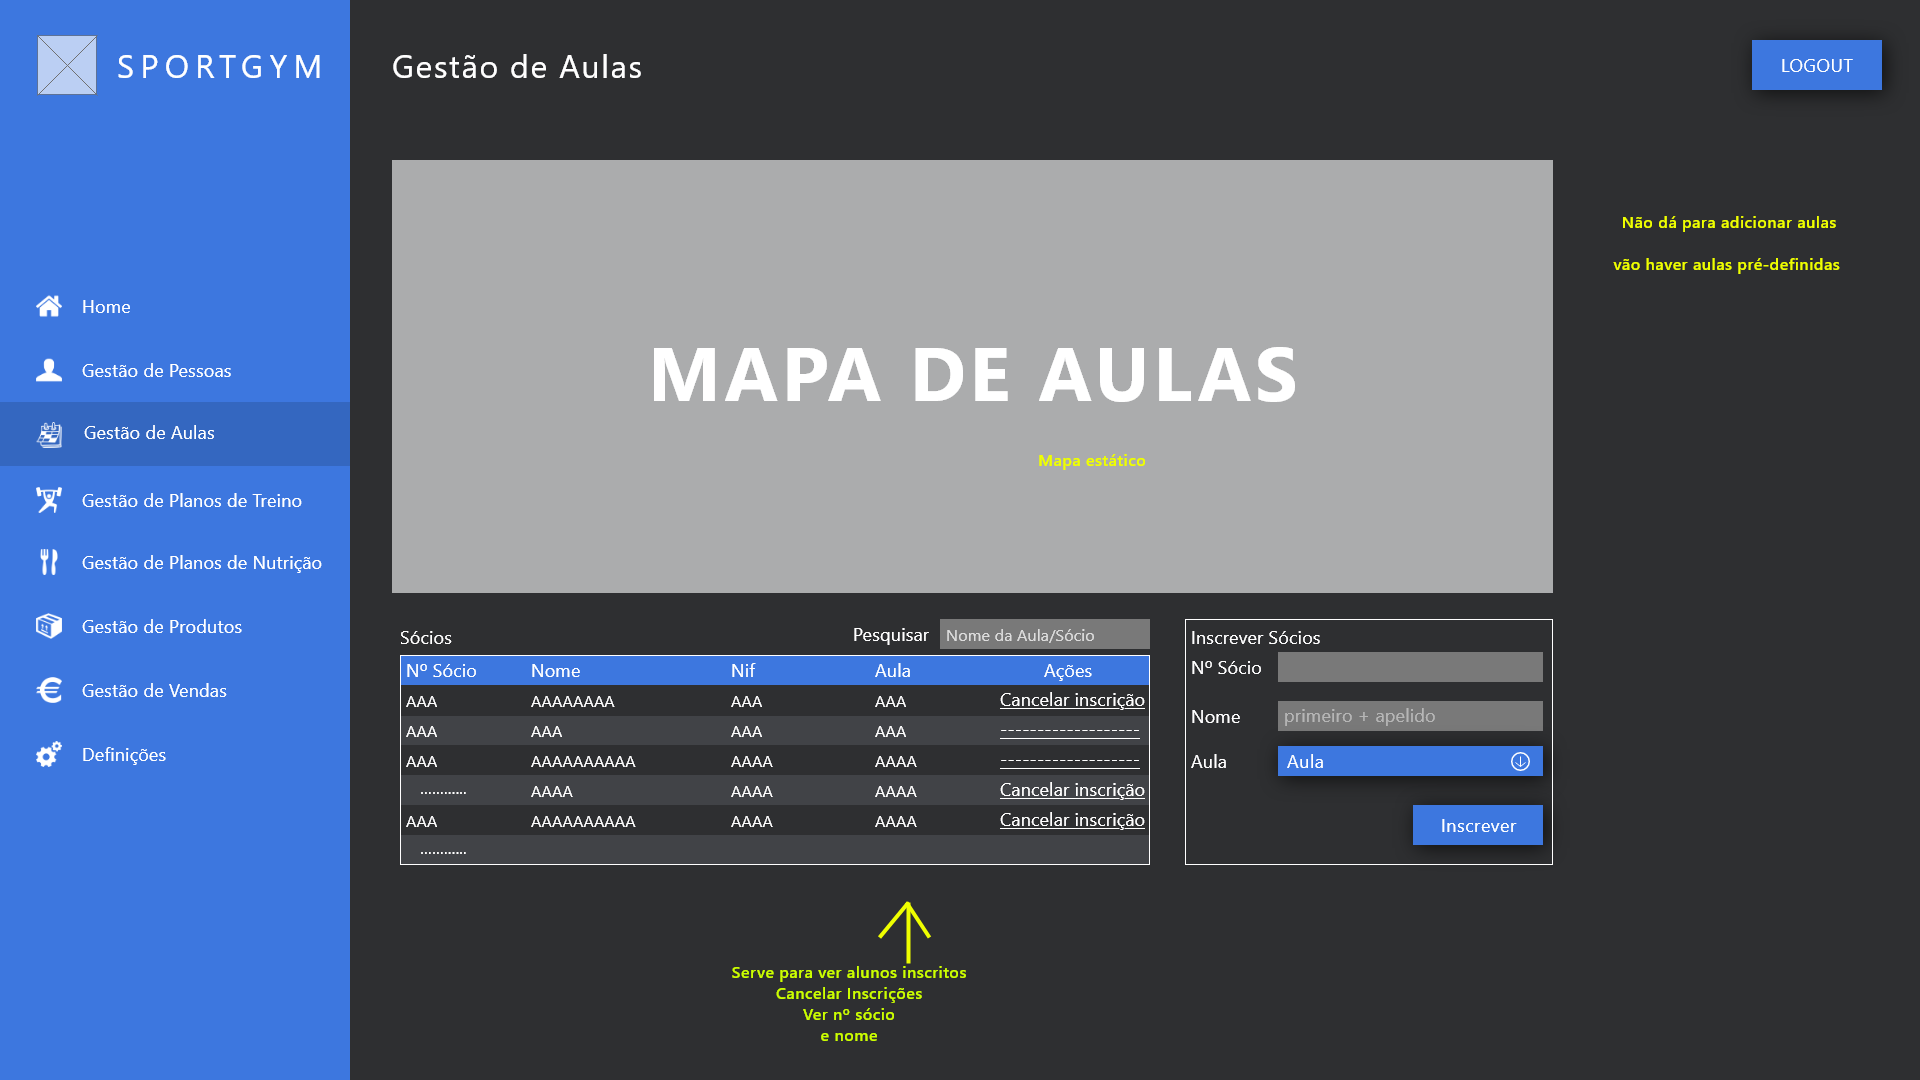 SPORTGYM
Gestão de Aulas
LOGOUT
Home
Gestão de Pessoas
Gestão de Aulas
Gestão de Planos de Treino
Gestão de Planos de Nutrição
Gestão de Produtos
Gestão de Vendas
Definições
MAPA DE AULAS
Mapa estático
Não dá para adicionar aulas
vão haver aulas pré-definidas
Sócios
Pesquisar Nome da Aula/Sócio
Nº Sócio Nome Nif Aula Ações
AAA AAAAAAAA AAA AAA Cancelar inscrição
AAA AAA AAA AAA -------------------
AAA AAAAAAAAAA AAAA AAAA -------------------
............ AAAA AAAA AAAA Cancelar inscrição
AAA AAAAAAAAAA AAAA AAAA Cancelar inscrição
............
Inscrever Sócios
Nº Sócio
Nome primeiro + apelido
Aula Aula
Inscrever
Serve para ver alunos inscritos
Cancelar Inscrições
Ver nº sócio
e nome